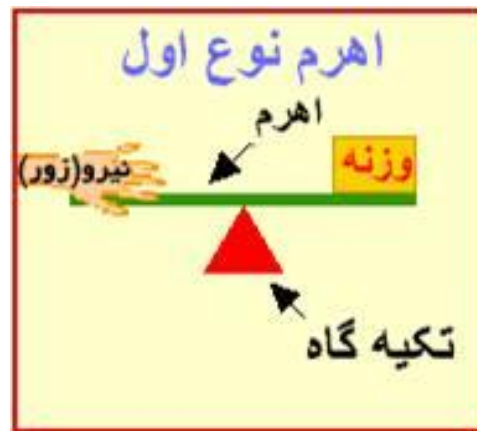 اهرم نوع اول
اهرم
وزنه
نیرو(زور)
تکیه گاه